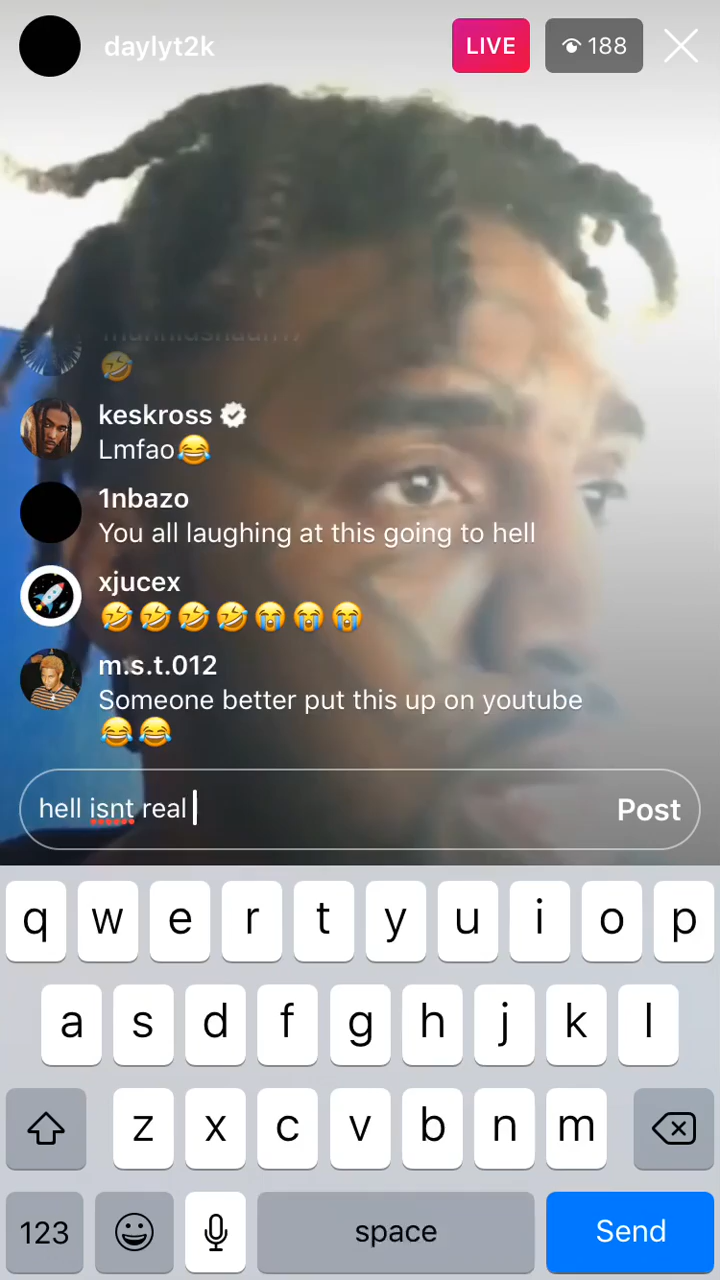 daylyt2k LIVE 188
🤣
keskross
Lmfao😂
1nbazo
You all laughing at this going to hell
xjucex
🤣🤣🤣🤣😭😭😭
m.s.t.012
Someone better put this up on youtube
😂😂
hell isnt real Post
q w e r t y u i o p
a s d f g h j k l
z x c v b n m
123 space Send